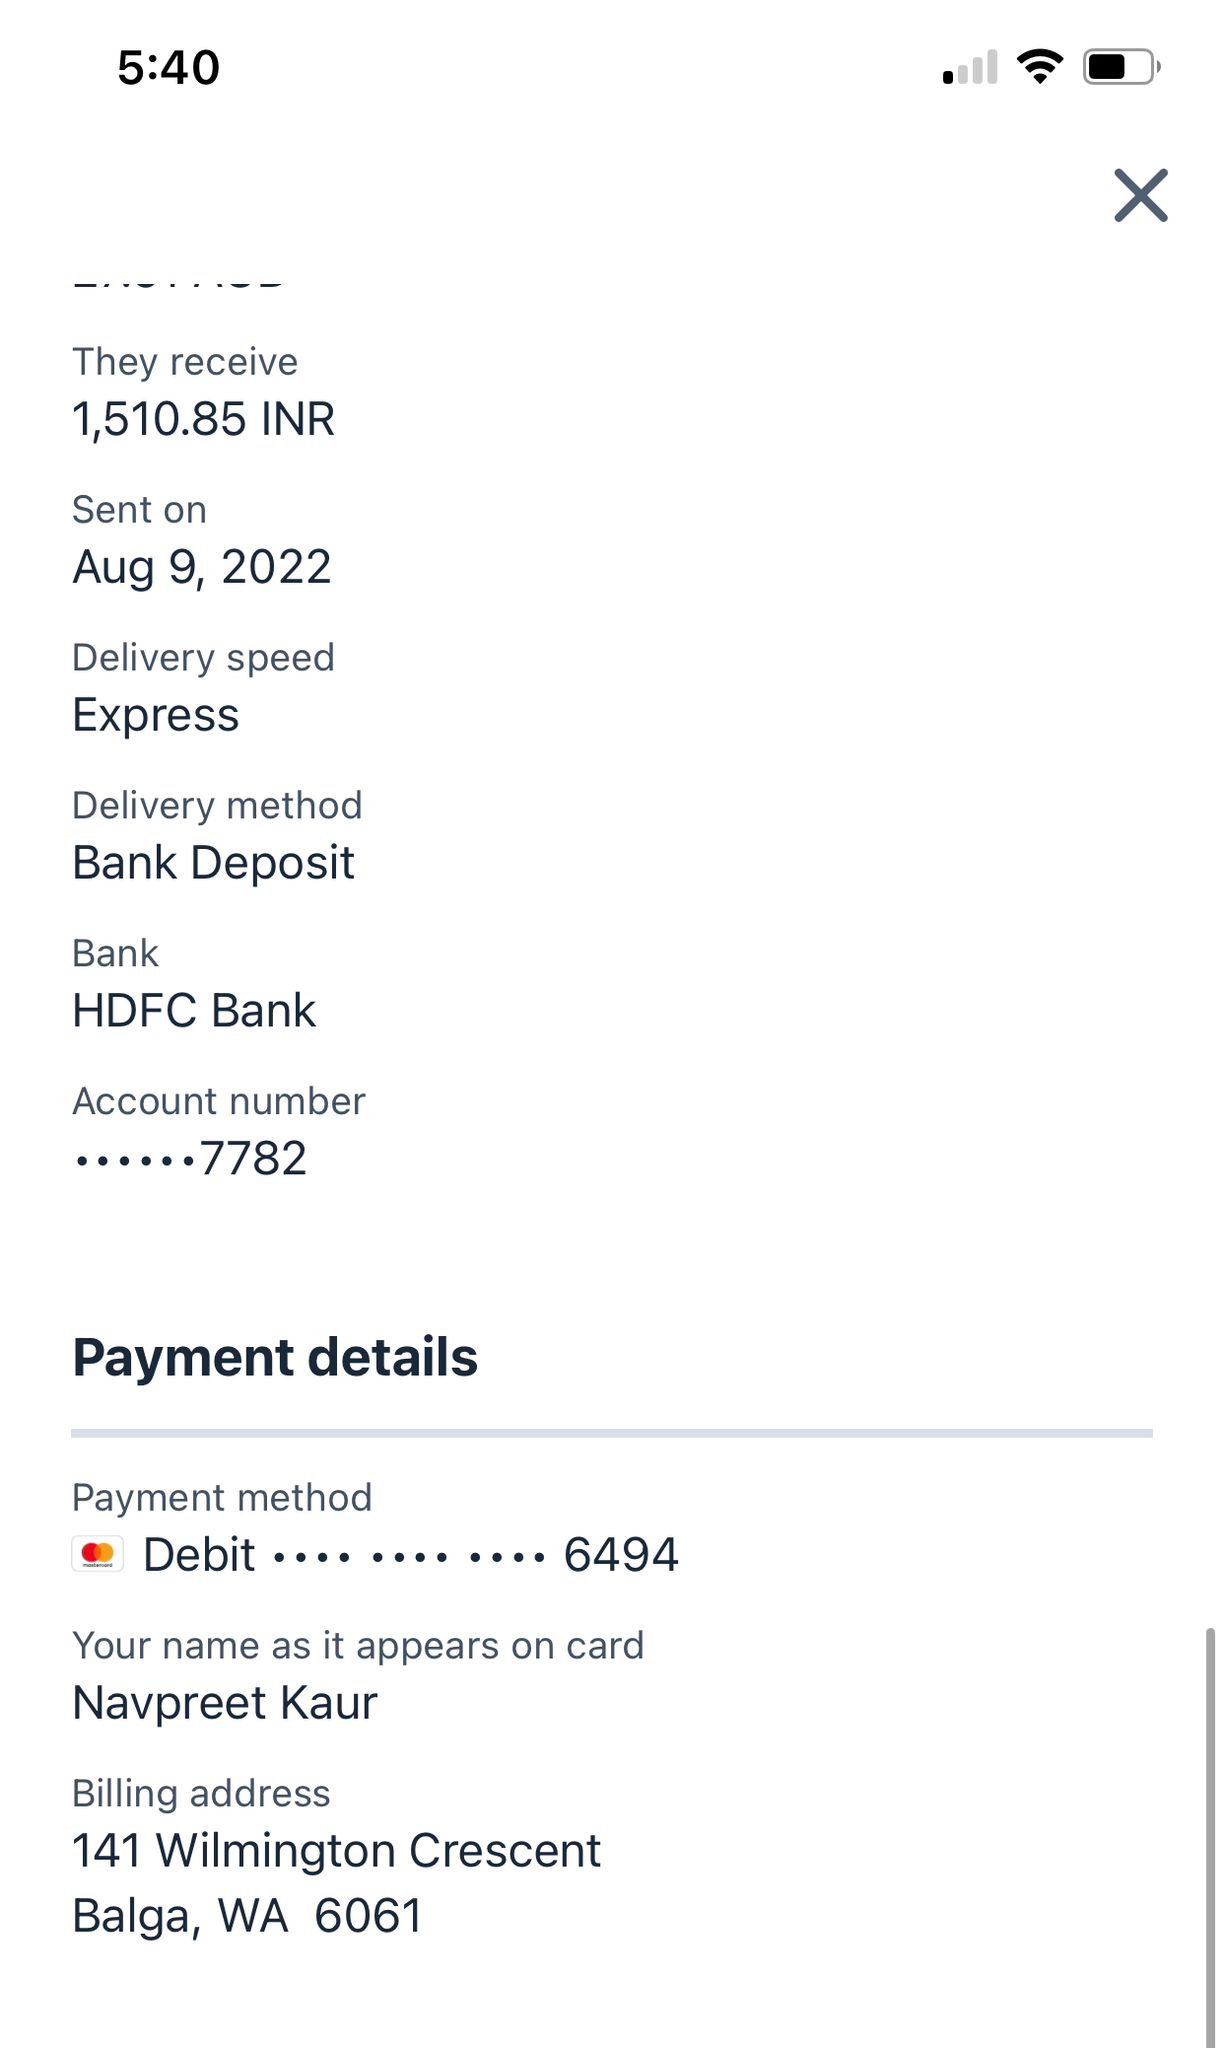 5:40
They receive
1,510.85 INR
Sent on
Aug 9, 2022
Delivery speed
Express
Delivery method
Bank Deposit
Bank
HDFC Bank
Account number
••••••7782
Payment details
Payment method
mastercard Debit •••• •••• •••• 6494
Your name as it appears on card
Navpreet Kaur
Billing address
141 Wilmington Crescent
Balga, WA 6061